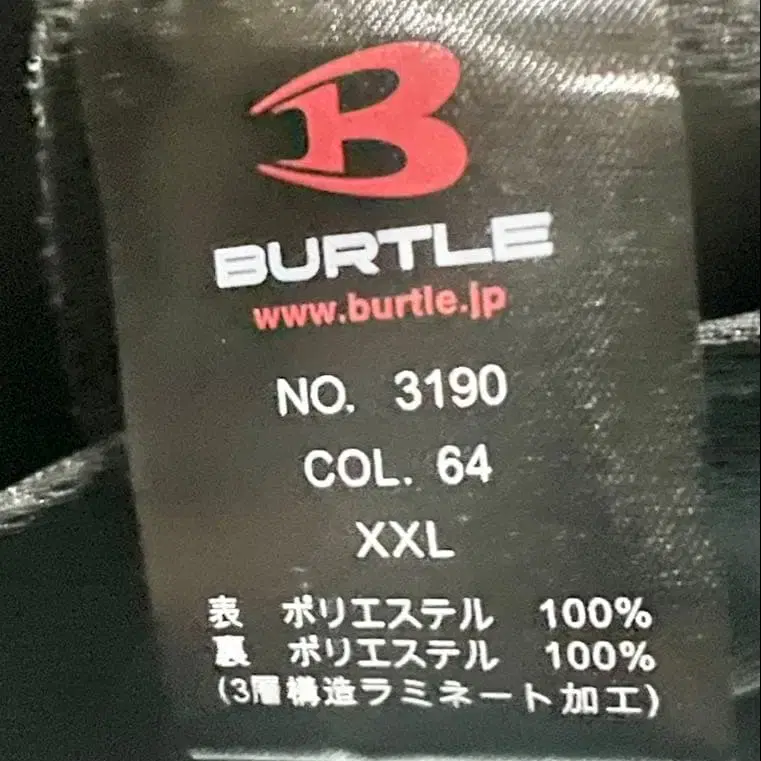 B
BURTLE
www.burtle.jp
NO. 3190
COL. 64
XXL
表 ポリエステル 100%
裏 ポリエステル 100%
(3層構造ラミネート加工)